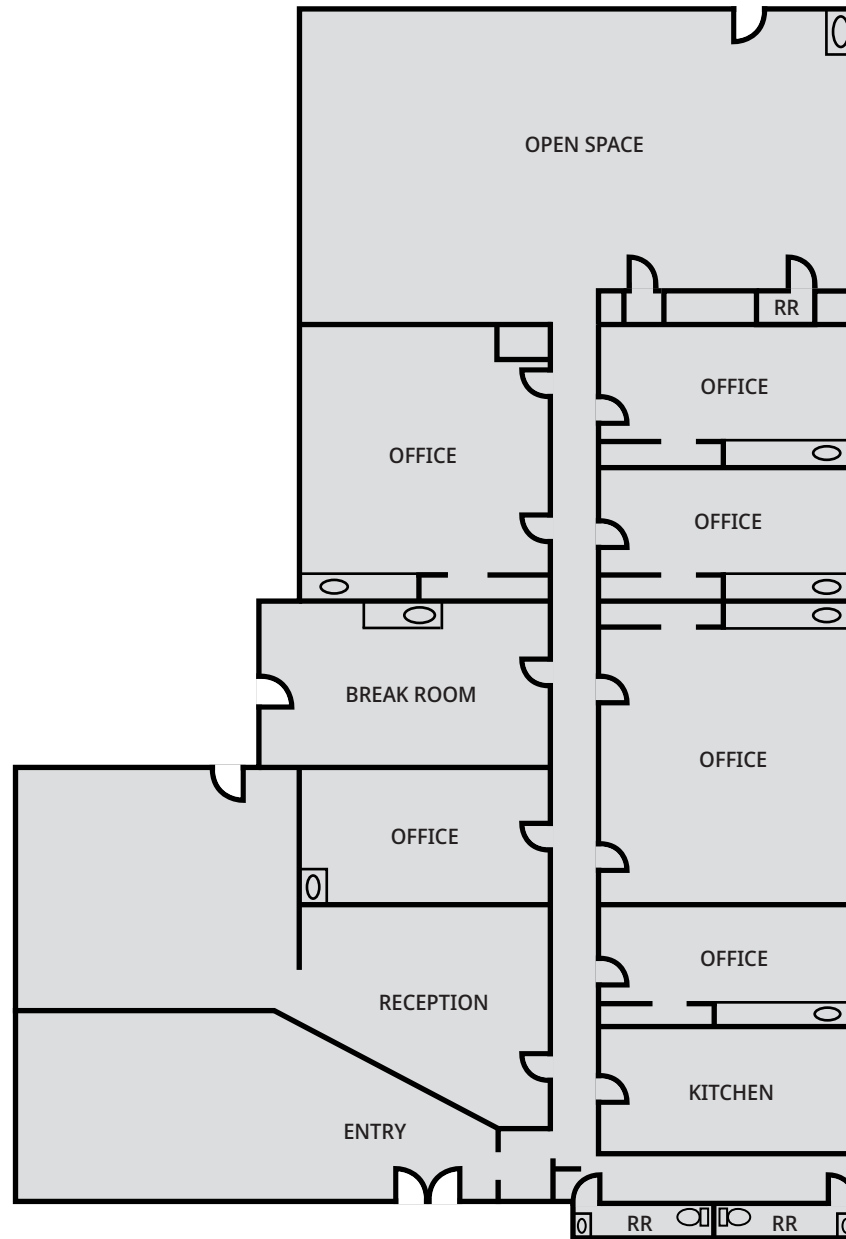 OPEN SPACE
RR
OFFICE
OFFICE
OFFICE
BREAK ROOM
OFFICE
OFFICE
OFFICE
RECEPTION
KITCHEN
ENTRY
RR
RR